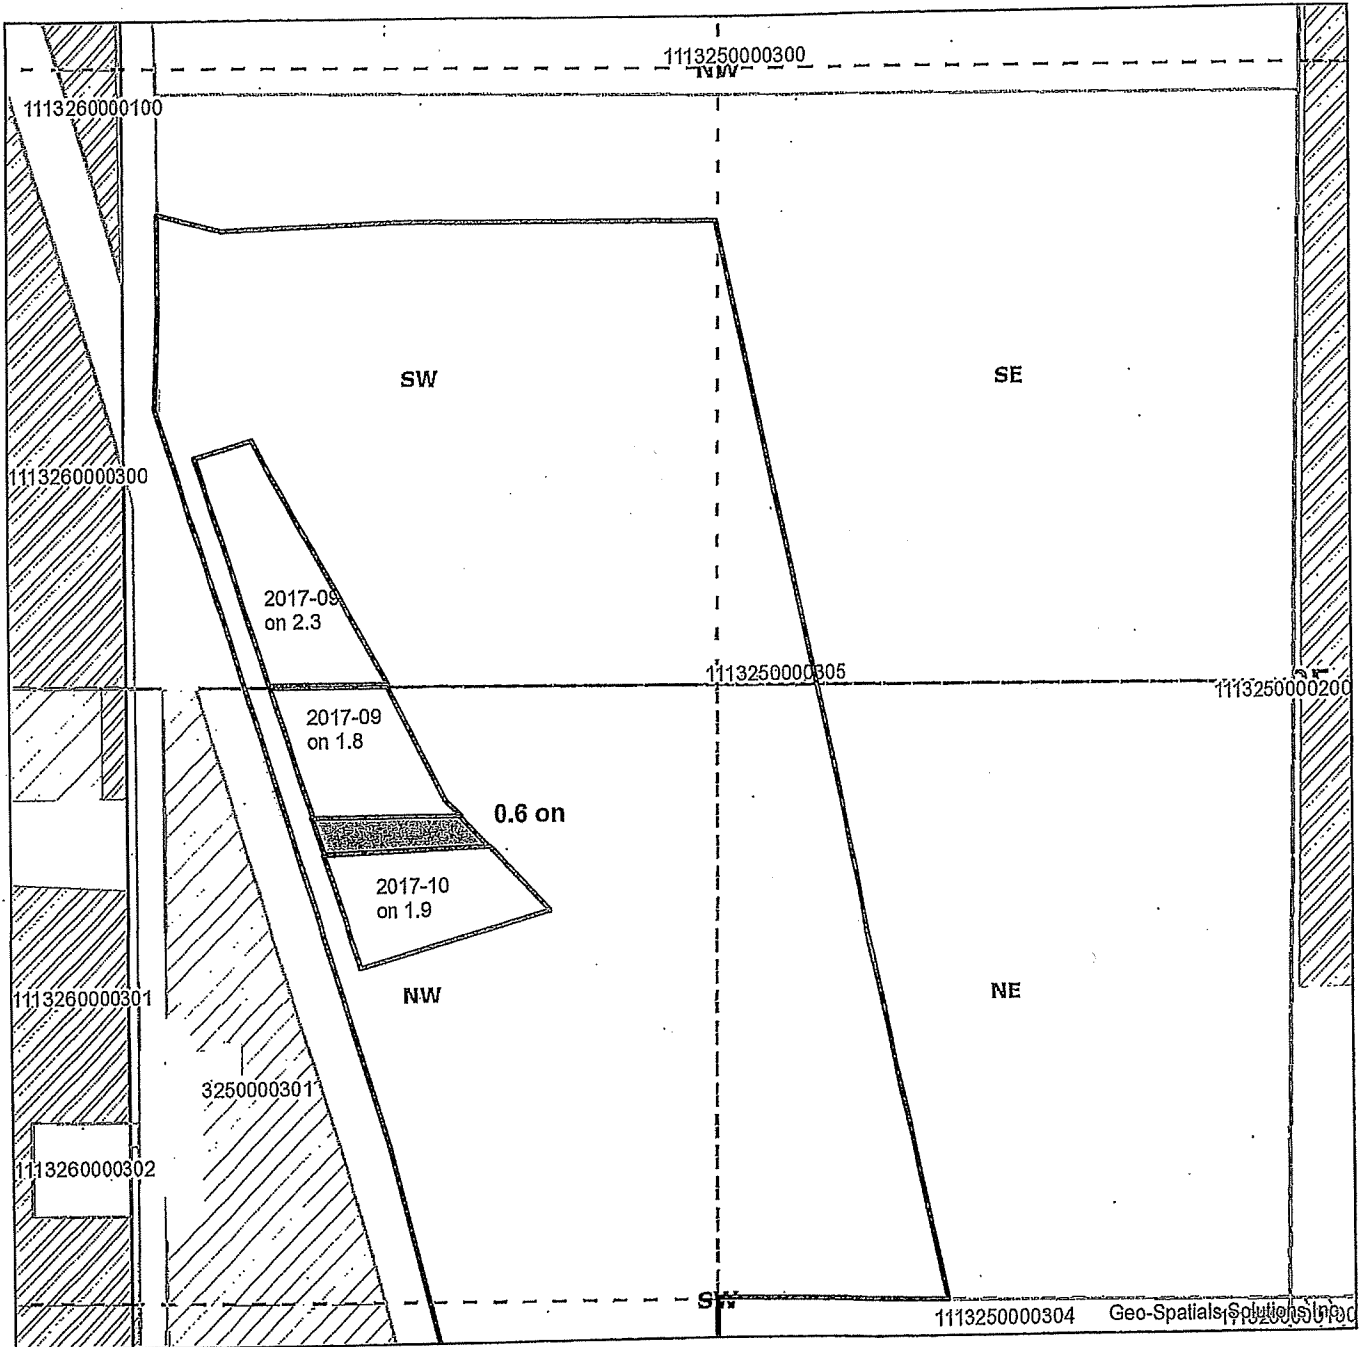 1113250000300
NW
1113260000100
SW
SE
1113260000300
2017-09
on 2.3
1113250000305
1113250000200
2017-09
on 1.8
0.6 on
2017-10
on 1.9
NW
NE
1113260000301
3250000301
1113260000302
SW
1113250000304
Geo-Spatials Solutions Inc.